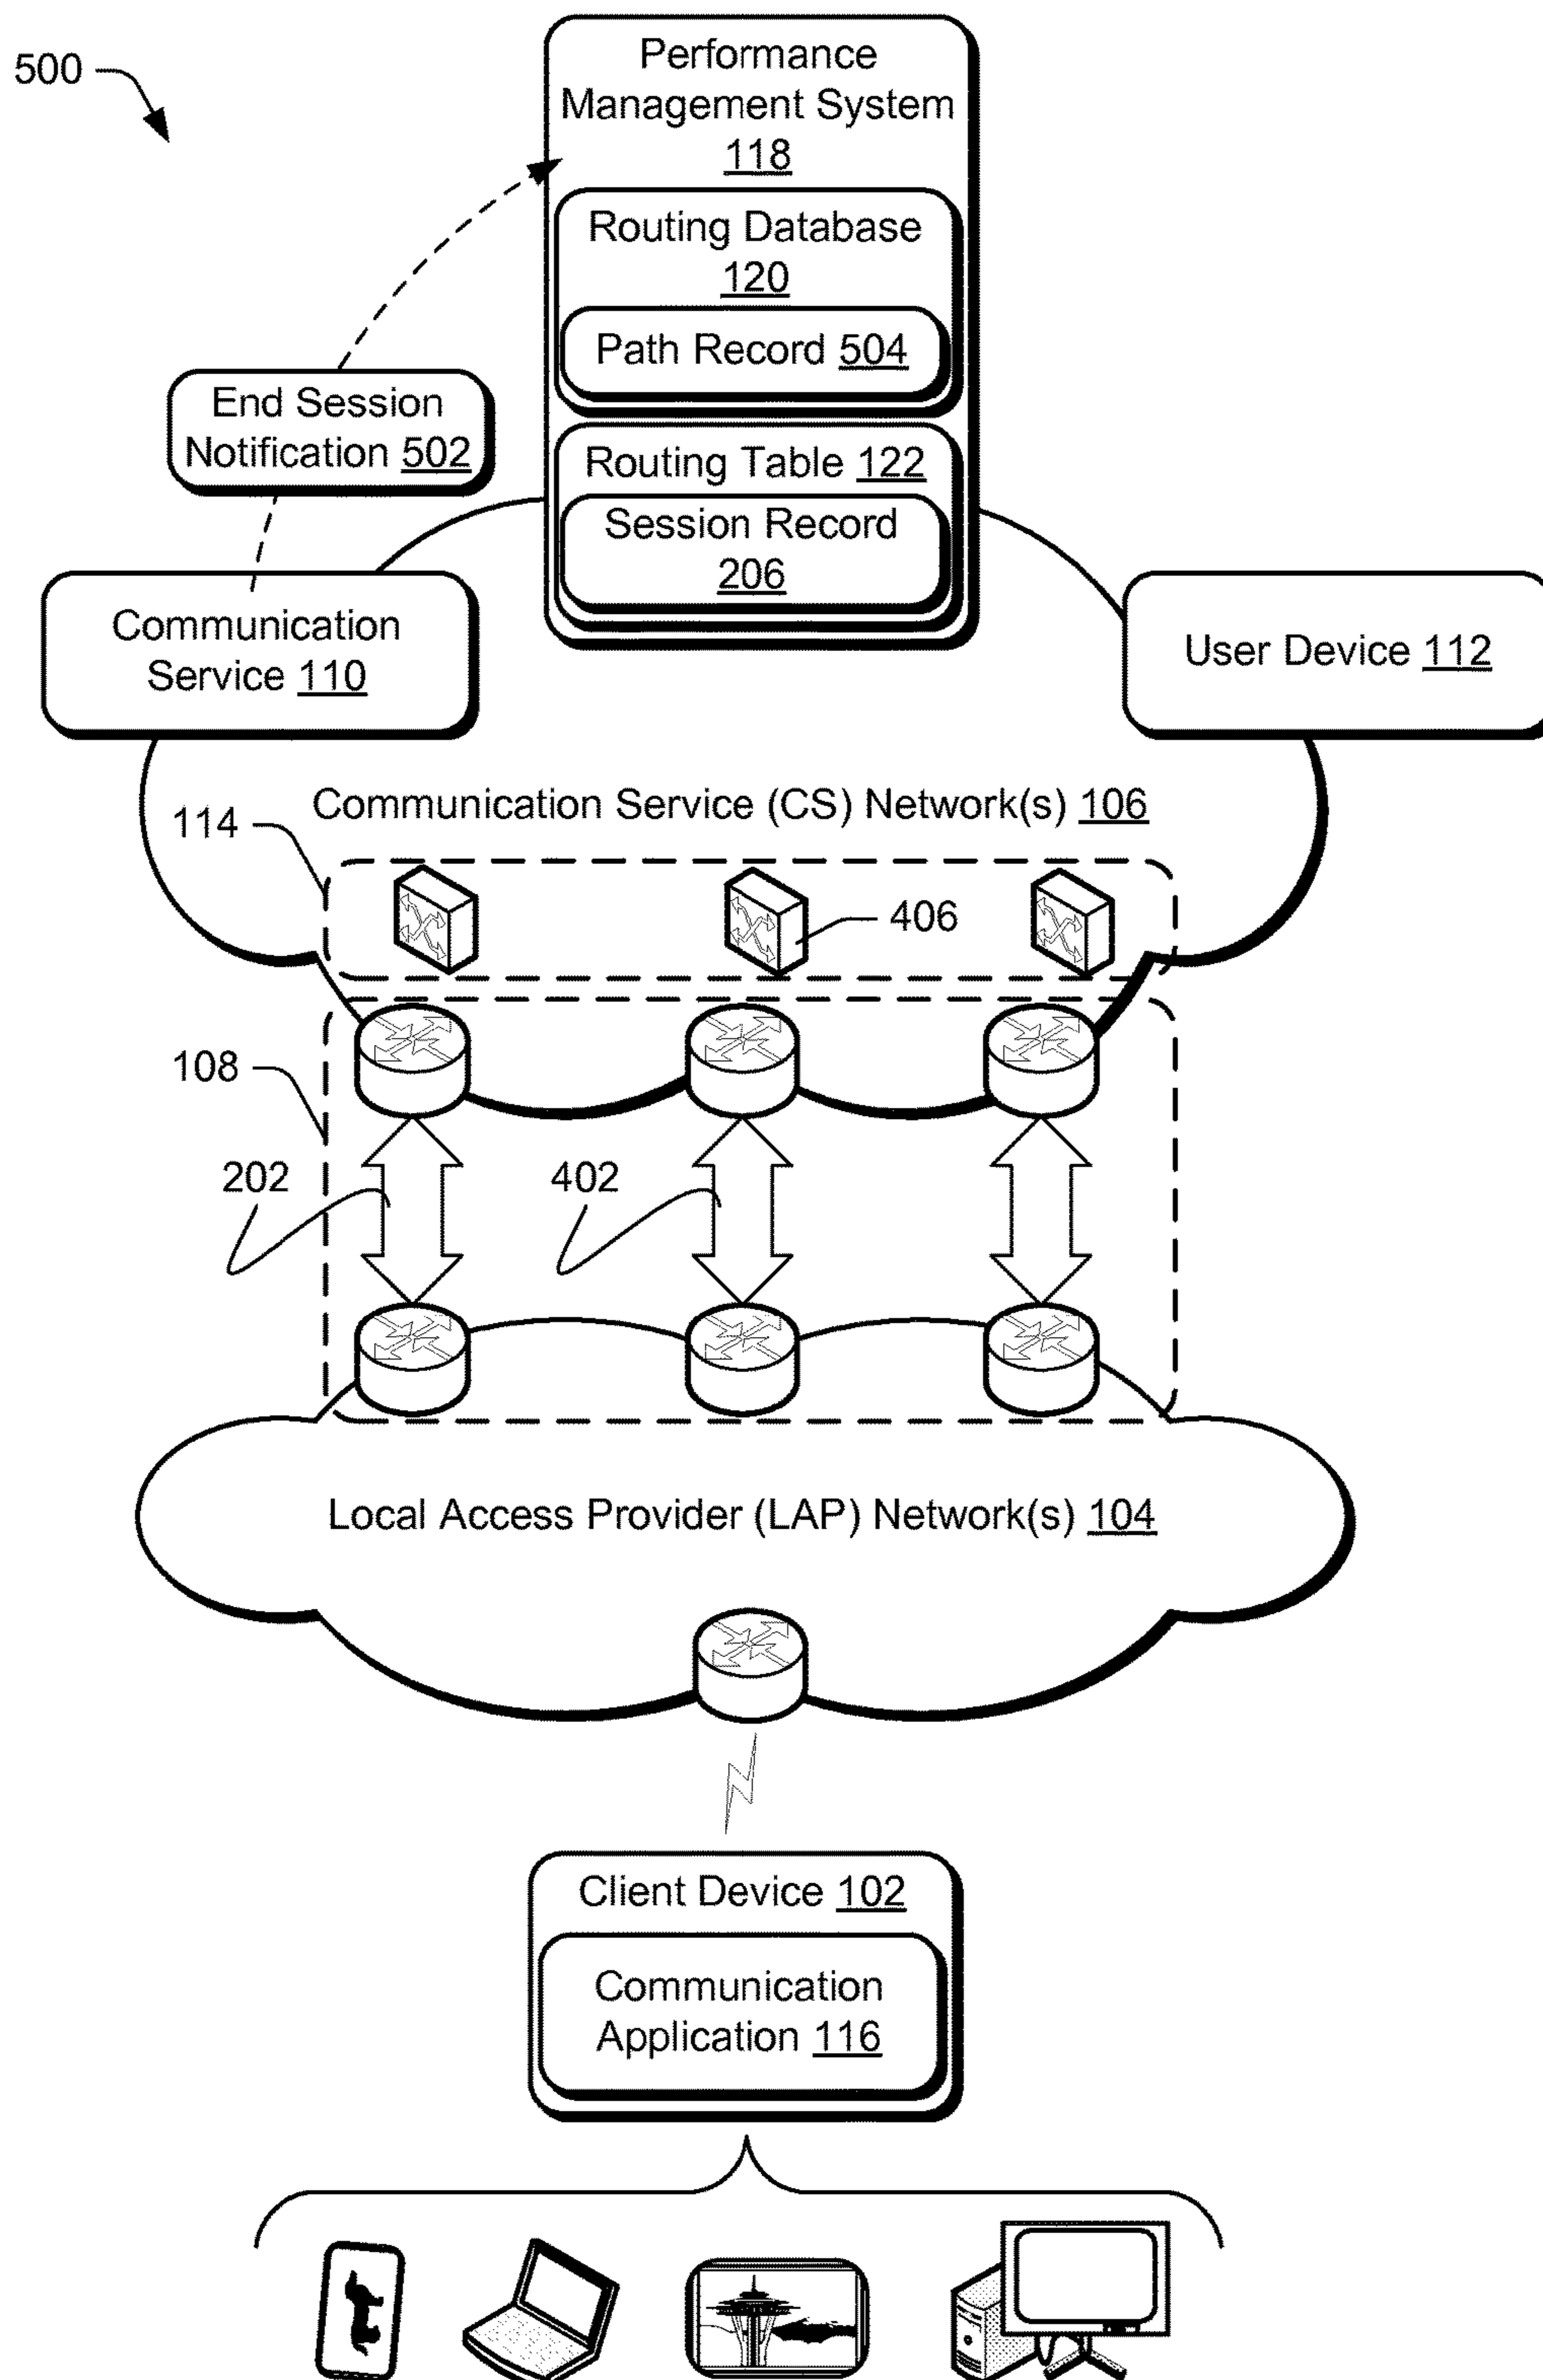 500
Performance
Management System
118
Routing Database
120
Path Record 504
End Session
Notification 502
Routing Table 122
Session Record
206
Communication
Service 110
User Device 112
Communication Service (CS) Network(s) 106
114
406
108
202
402
Local Access Provider (LAP) Network(s) 104
Client Device 102
Communication
Application 116